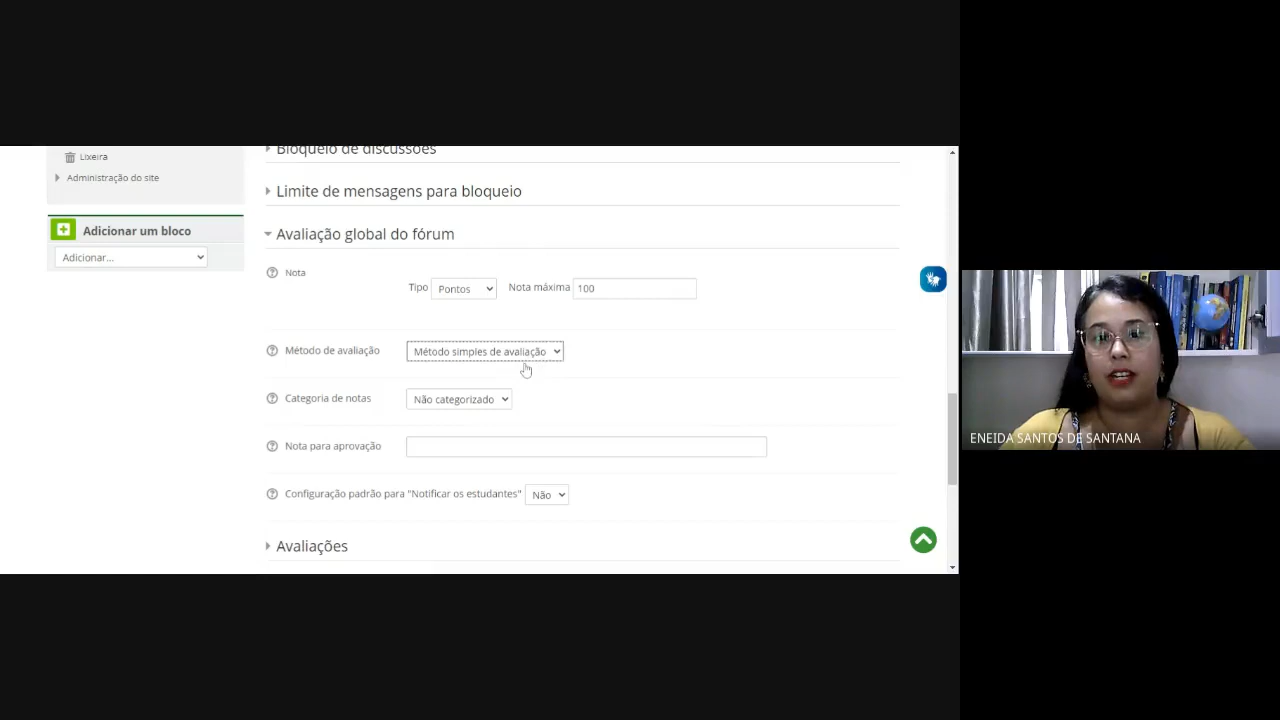 Bloqueio de discussões
Lixeira
Administração do site
Limite de mensagens para bloqueio
Adicionar um bloco
Adicionar...
Avaliação global do fórum
Nota
Tipo Pontos Nota máxima 100
Método de avaliação Método simples de avaliação
Categoria de notas Não categorizado
Nota para aprovação
Configuração padrão para "Notificar os estudantes" Não
Avaliações
ENEIDA SANTOS DE SANTANA